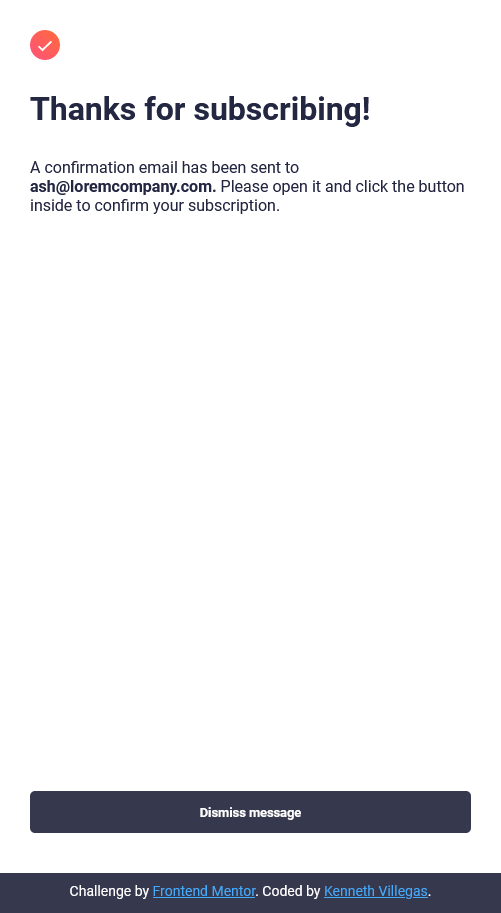 Thanks for subscribing!
A confirmation email has been sent to
ash@loremcompany.com. Please open it and click the button
inside to confirm your subscription.
Dismiss message
Challenge by Frontend Mentor. Coded by Kenneth Villegas.